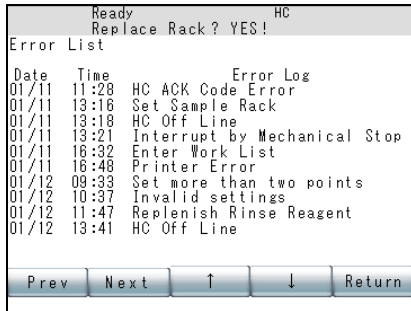 Ready HC
Replace Rack? YES!
Error List
Date Time Error Log
01/11 11:28 HC ACK Code Error
01/11 13:16 Set Sample Rack
01/11 13:18 HC Off Line
01/11 13:21 Interrupt by Mechanical Stop
01/11 16:32 Enter Work List
01/11 16:48 Printer Error
01/12 09:33 Set more than two points
01/12 10:37 Invalid settings
01/12 11:47 Replenish Rinse Reagent
01/12 13:41 HC Off Line
Prev Next ↑ ↓ Return